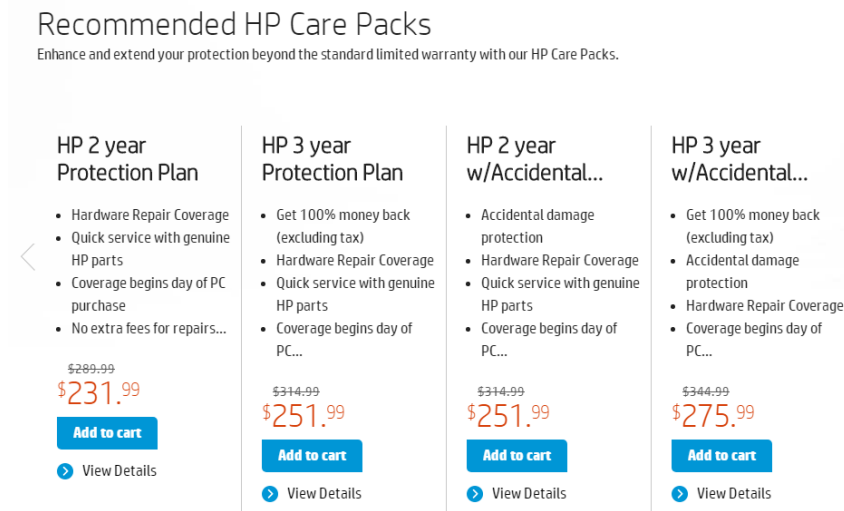 Recommended HP Care Packs
Enhance and extend your protection beyond the standard limited warranty with our HP Care Packs.
HP 2 year
Protection Plan
• Hardware Repair Coverage
• Quick service with genuine
HP parts
• Coverage begins day of PC
purchase
• No extra fees for repairs...
$289.99
$231.99
Add to cart
View Details
HP 3 year
Protection Plan
• Get 100% money back
(excluding tax)
• Hardware Repair Coverage
• Quick service with genuine
HP parts
• Coverage begins day of
PC...
$314.99
$251.99
Add to cart
View Details
HP 2 year
w/Accidental...
• Accidental damage
protection
• Hardware Repair Coverage
• Quick service with genuine
HP parts
• Coverage begins day of
PC...
$314.99
$251.99
Add to cart
View Details
HP 3 year
w/Accidental...
• Get 100% money back
(excluding tax)
• Accidental damage
protection
• Hardware Repair Coverage
• Coverage begins day of
PC...
$344.99
$275.99
Add to cart
View Details